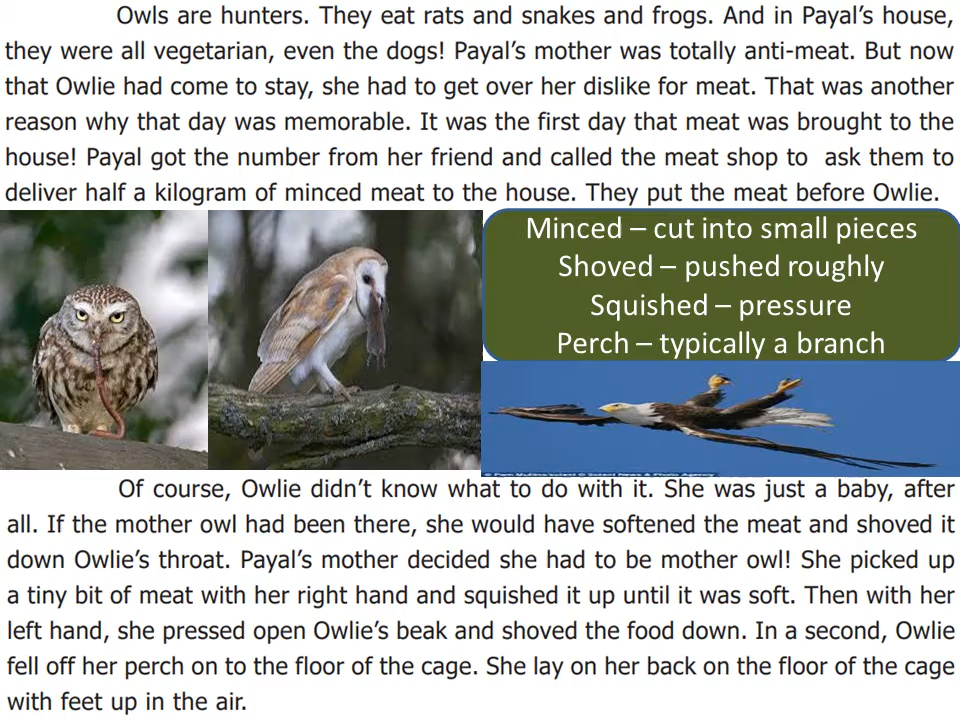 Owls are hunters. They eat rats and snakes and frogs. And in Payal’s house,
they were all vegetarian, even the dogs! Payal’s mother was totally anti-meat. But now
that Owlie had come to stay, she had to get over her dislike for meat. That was another
reason why that day was memorable. It was the first day that meat was brought to the
house! Payal got the number from her friend and called the meat shop to ask them to
deliver half a kilogram of minced meat to the house. They put the meat before Owlie.
Minced – cut into small pieces
Shoved – pushed roughly
Squished – pressure
Perch – typically a branch
Of course, Owlie didn’t know what to do with it. She was just a baby, after
all. If the mother owl had been there, she would have softened the meat and shoved it
down Owlie’s throat. Payal’s mother decided she had to be mother owl! She picked up
a tiny bit of meat with her right hand and squished it up until it was soft. Then with her
left hand, she pressed open Owlie’s beak and shoved the food down. In a second, Owlie
fell off her perch on to the floor of the cage. She lay on her back on the floor of the cage
with feet up in the air.